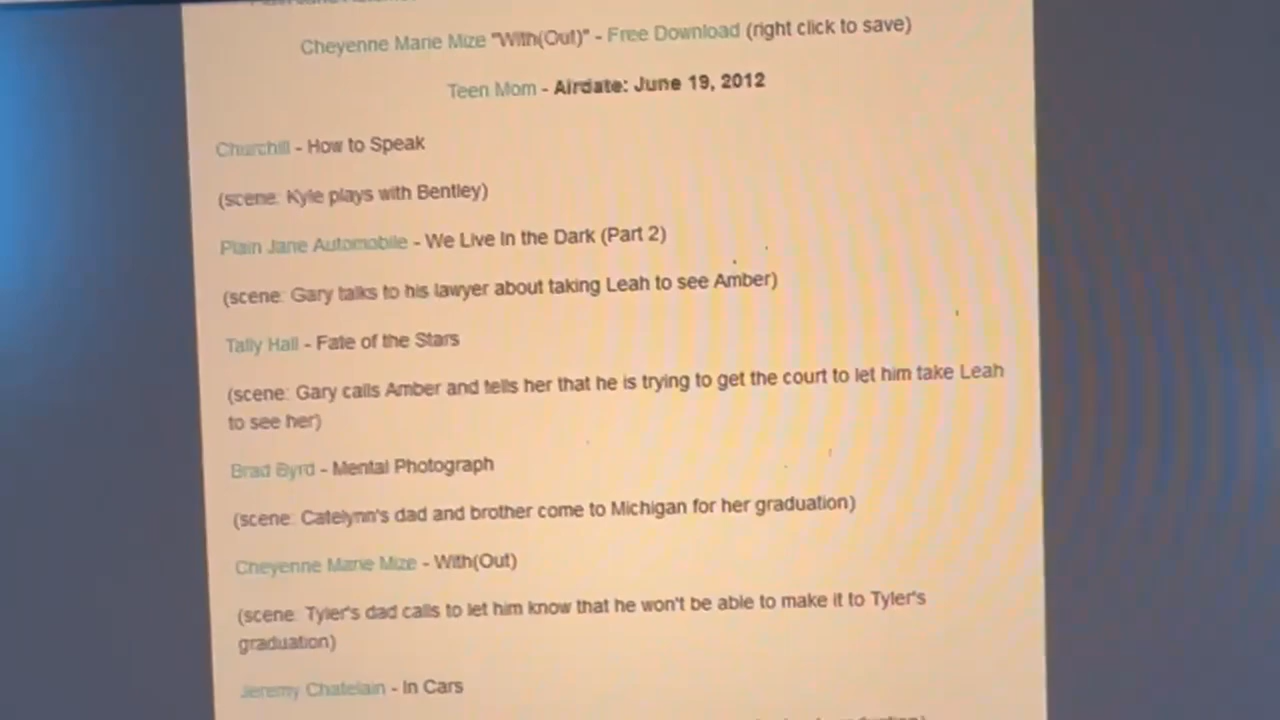 Cheyenne Marie Mize "With(Out)" - Free Download (right click to save)
Teen Mom - Airdate: June 19, 2012
Churchill - How to Speak
(scene: Kyle plays with Bentley)
Plain Jane Automobile - We Live In the Dark (Part 2)
(scene: Gary talks to his lawyer about taking Leah to see Amber)
Tally Hall - Fate of the Stars
(scene: Gary calls Amber and tells her that he is trying to get the court to let him take Leah
to see her)
Brad Byrd - Mental Photograph
(scene: Catelynn's dad and brother come to Michigan for her graduation)
Cheyenne Marie Mize - With(Out)
(scene: Tyler's dad calls to let him know that he won't be able to make it to Tyler's
graduation)
Jeremy Chatelain - In Cars